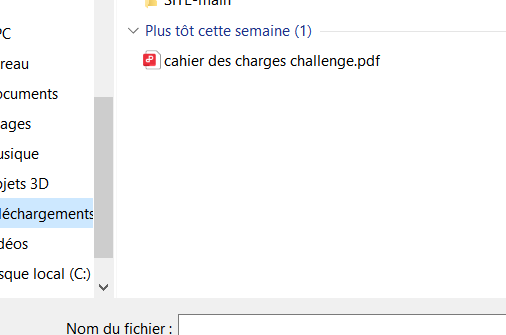 SITE-main
PC
reau
Plus tôt cette semaine (1)
cahier des charges challenge.pdf
ocuments
ages
usique
jets 3D
léchargements
déos
sque local (C:)
Nom du fichier :